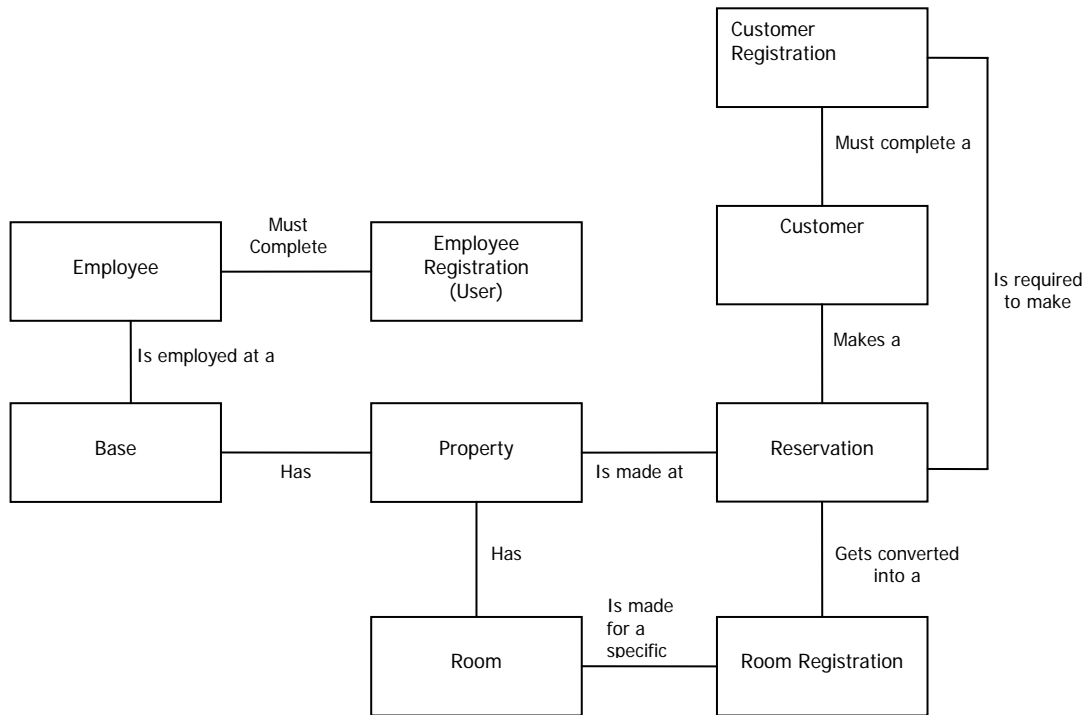 Customer
Registration
Must complete a
Customer
Must
Complete
Employee
Employee
Registration
(User)
Is required
to make
Is employed at a
Makes a
Base
Has
Property
Is made at
Reservation
Has
Gets converted
into a
Is made
for a
specific
Room
Room Registration